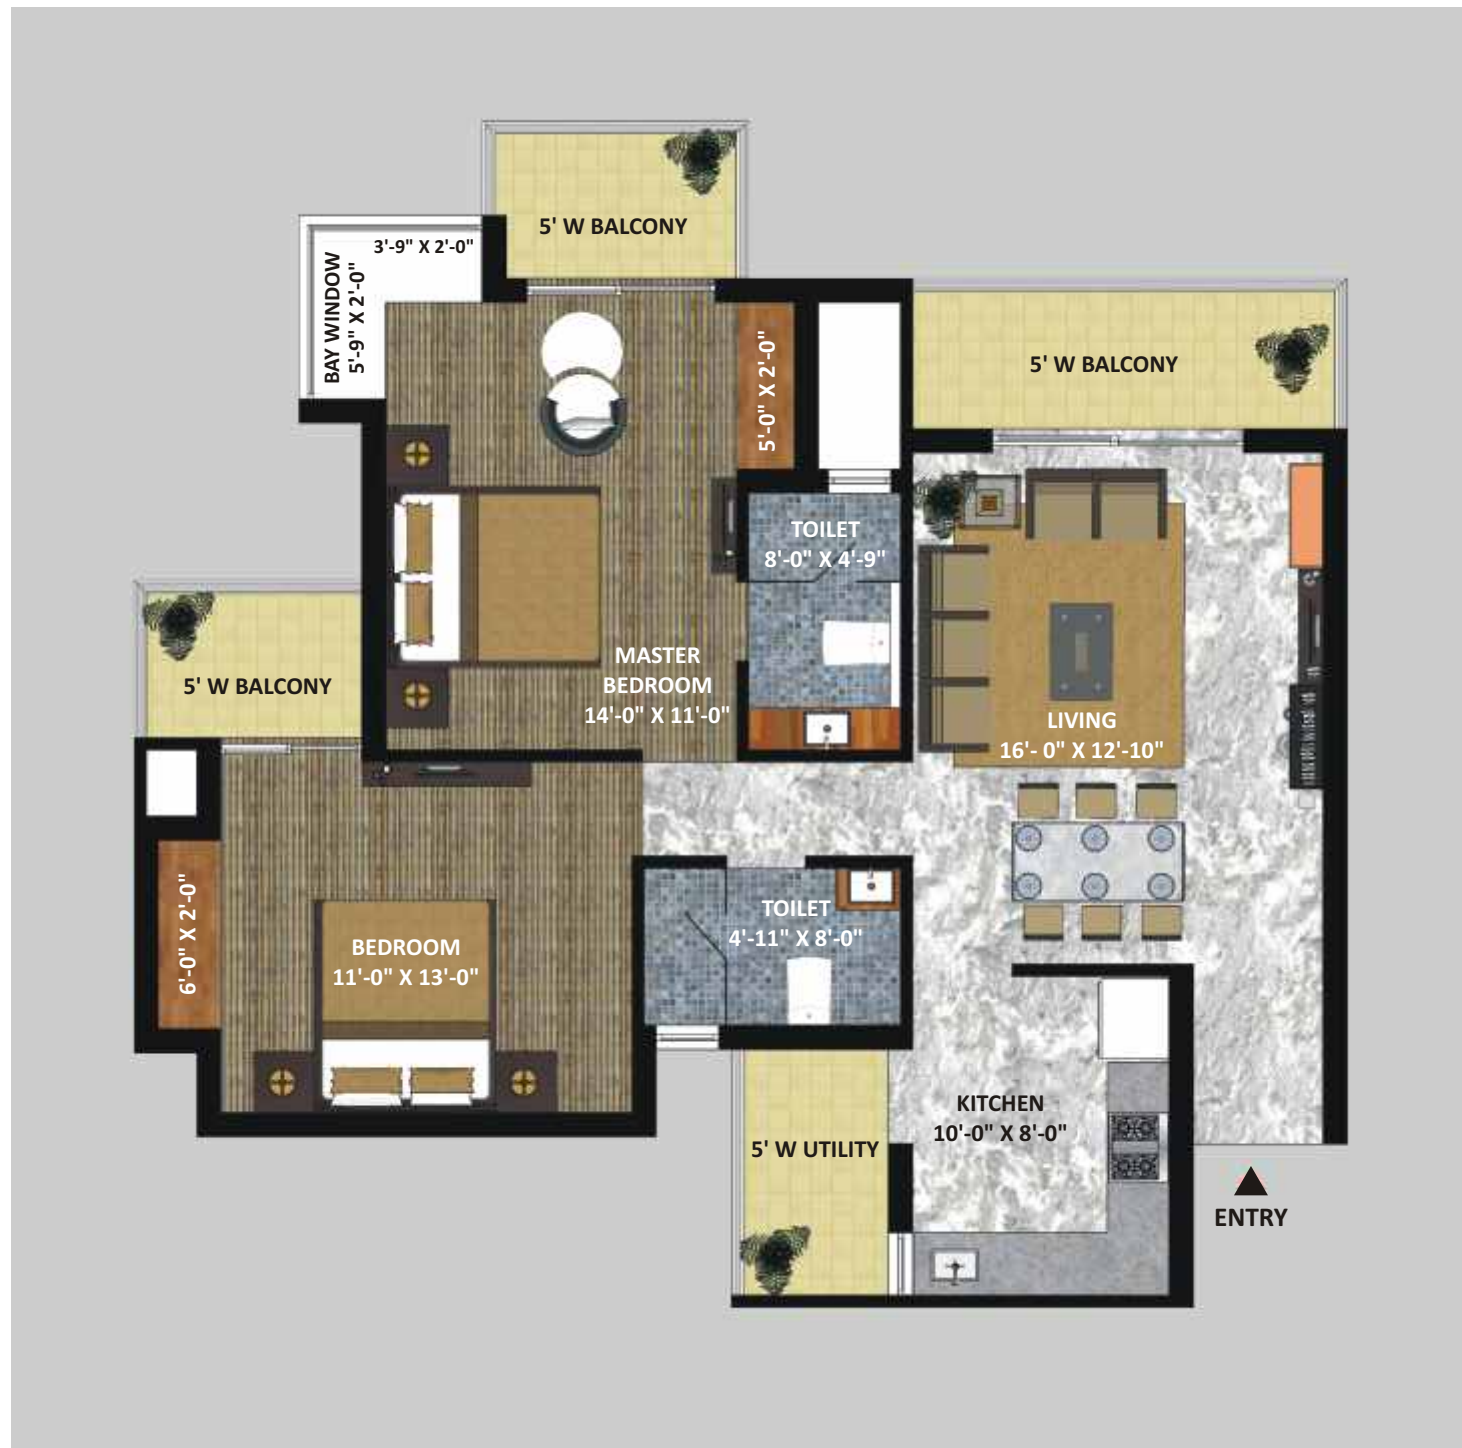 5' W BALCONY
3'-9" X 2'-0"
BAY WINDOW
5'-9" X 2'-0"
5'-0" X 2'-0"
5' W BALCONY
TOILET
8'-0" X 4'-9"
MASTER
BEDROOM
14'-0" X 11'-0"
5' W BALCONY
LIVING
16'- 0" X 12'-10"
6'-0" X 2'-0"
BEDROOM
11'-0" X 13'-0"
TOILET
4'-11" X 8'-0"
KITCHEN
10'-0" X 8'-0"
5' W UTILITY
ENTRY